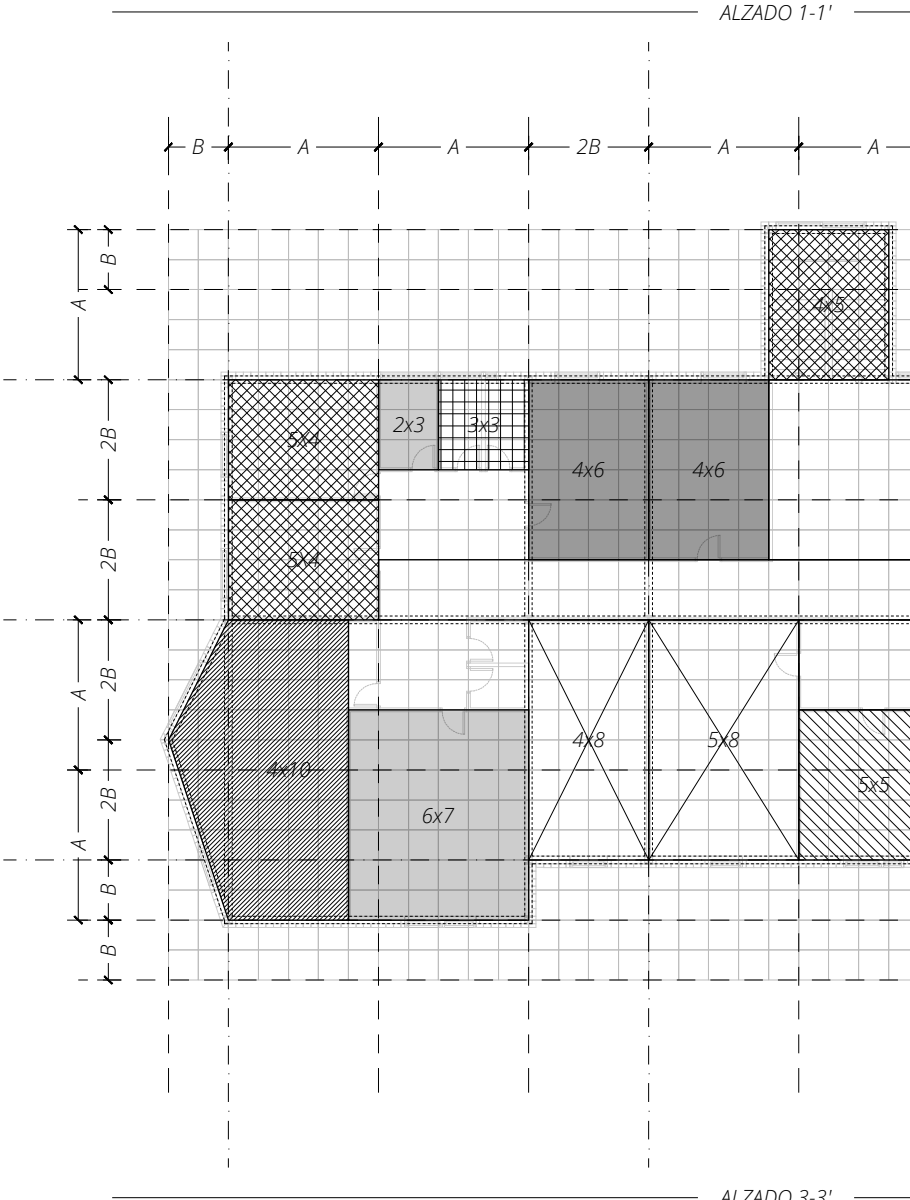 ALZADO 1-1'
B A A 2B A A
B
A
4x5
2B
5X4 2x3 3x3
4x6 4x6
2B
5X4
2B
A
4x8 5x8
4x10
5x5
2B
6x7
A
B
B
ALZADO 3-3'